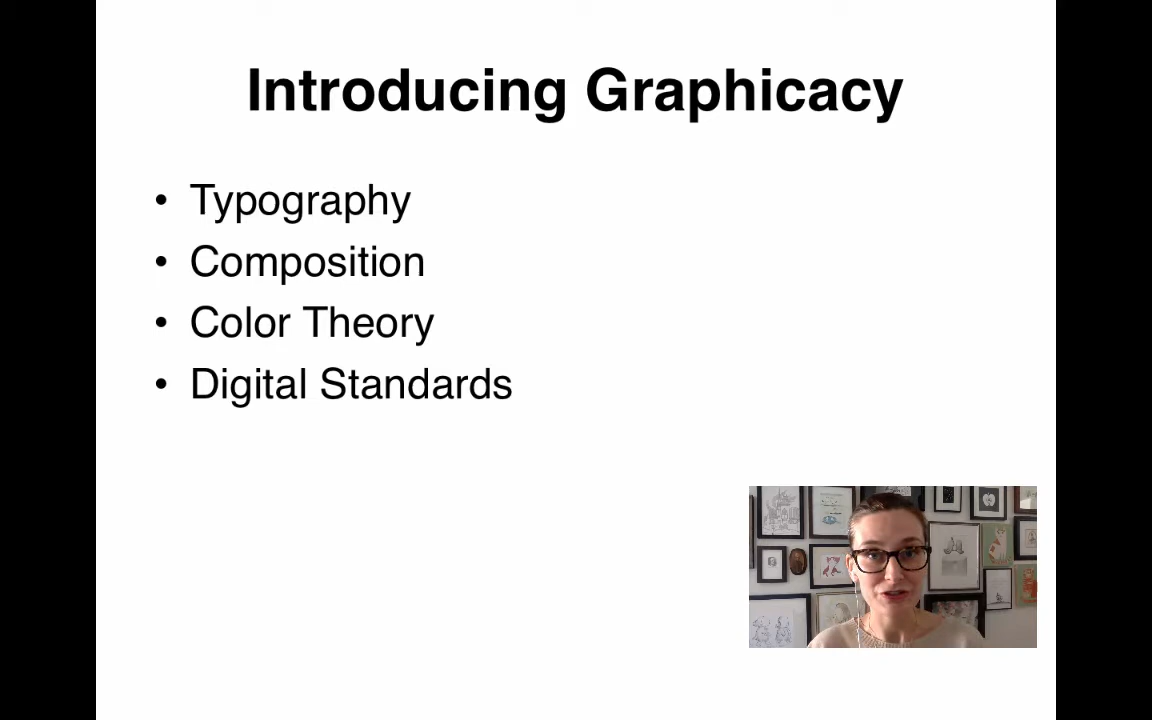 Introducing Graphicacy
• Typography
• Composition
• Color Theory
• Digital Standards